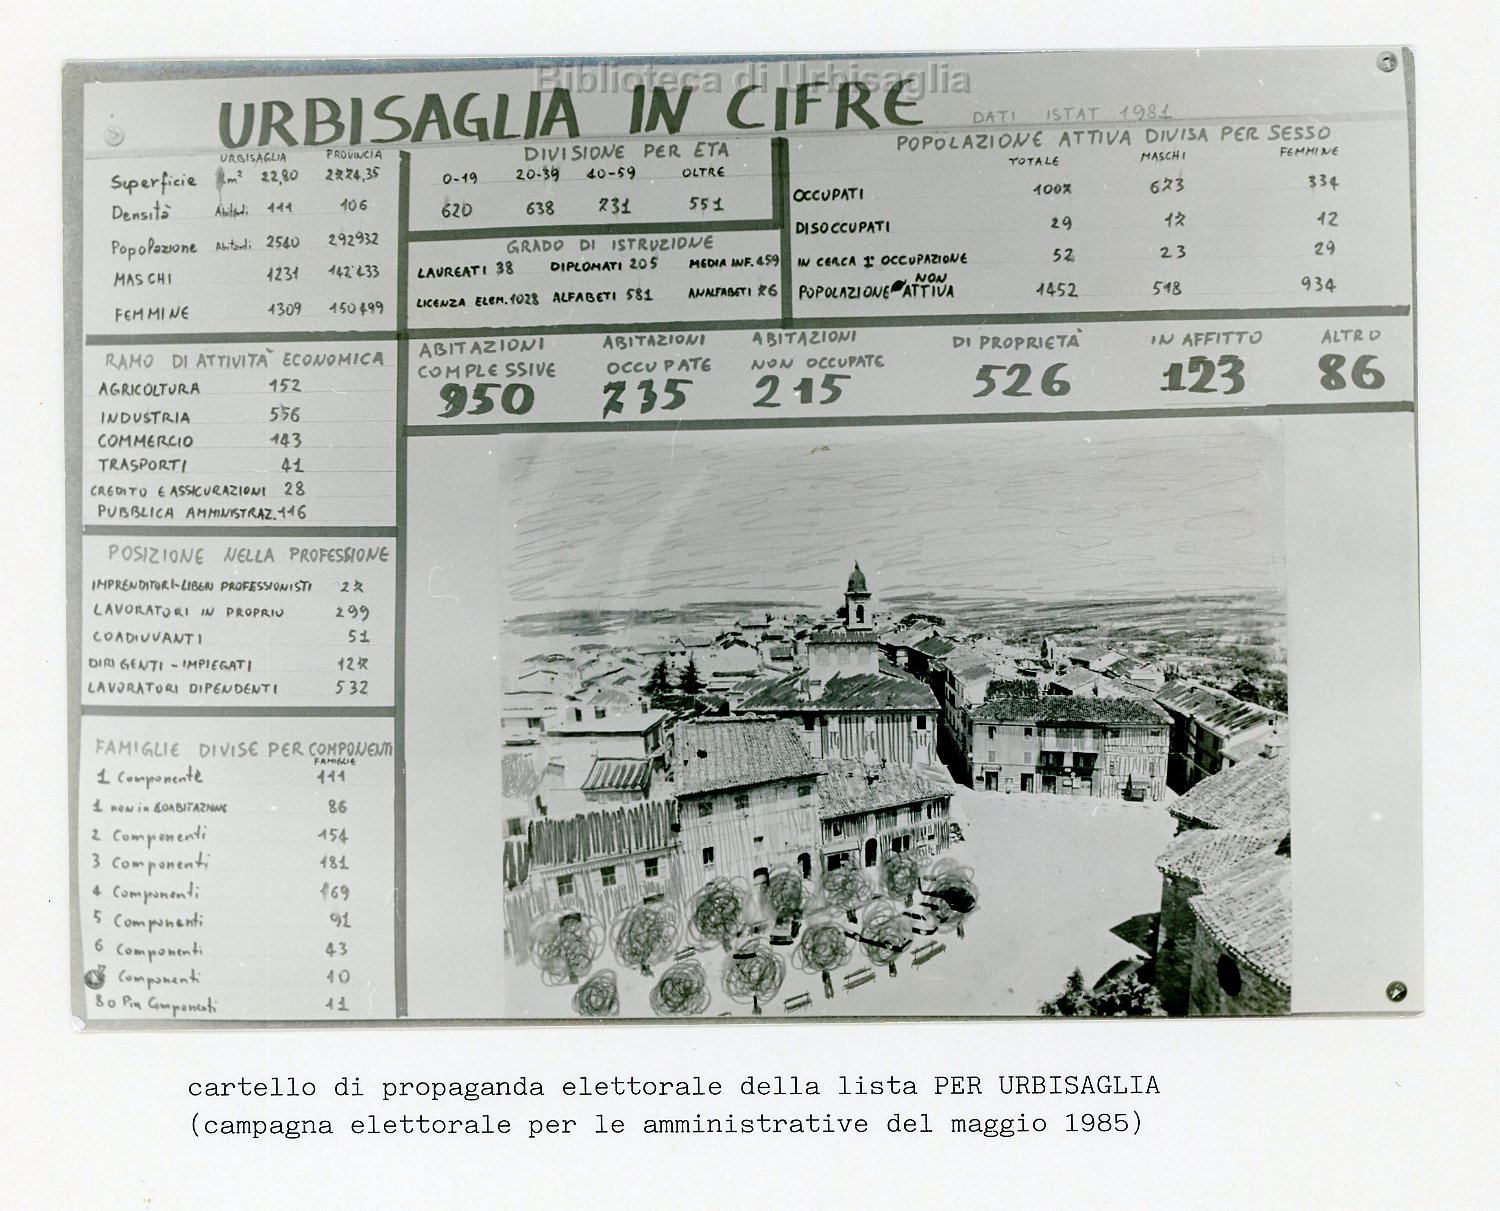 Biblioteca di Urbisaglia
URBISAGLIA IN CIFRE
DATI ISTAT 1981
URBISAGLIA PROVINCIA
Superficie Km² 22,80 2774,35
Densità Abitanti 111 106
Popolazione Abitanti 2540 292932
MASCHI 1231 142433
FEMMINE 1309 150499
DIVISIONE PER ETA
0-19 20-39 40-59 OLTRE
620 638 731 551
GRADO DI ISTRUZIONE
LAUREATI 38 DIPLOMATI 205 MEDIA INF. 459
LICENZA ELEM. 1028 ALFABETI 581 ANALFABETI 76
POPOLAZIONE ATTIVA DIVISA PER SESSO
TOTALE MASCHI FEMMINE
OCCUPATI 1007 673 334
DISOCCUPATI 29 17 12
IN CERCA 1ª OCCUPAZIONE 52 23 29
POPOLAZIONE NON ATTIVA 1452 518 934
RAMO DI ATTIVITA' ECONOMICA
AGRICOLTURA 152
INDUSTRIA 556
COMMERCIO 143
TRASPORTI 41
CREDITO E ASSICURAZIONI 28
PUBBLICA AMMINISTRAZ. 116
ABITAZIONI COMPLESSIVE ABITAZIONI OCCUPATE ABITAZIONI NON OCCUPATE DI PROPRIETÀ IN AFFITTO ALTRO
950 735 215 526 123 86
POSIZIONE NELLA PROFESSIONE
IMPRENDITORI-LIBERI PROFESSIONISTI 27
LAVORATORI IN PROPRIO 299
COADIUVANTI 51
DIRIGENTI - IMPIEGATI 127
LAVORATORI DIPENDENTI 532
FAMIGLIE DIVISE PER COMPONENTI
FAMIGLIE
1 Componente 111
1 non in COABITAZIONE 86
2 Componenti 154
3 Componenti 181
4 Componenti 169
5 Componenti 91
6 Componenti 43
7 Componenti 10
8 o Più Componenti 11
cartello di propaganda elettorale della lista PER URBISAGLIA
(campagna elettorale per le amministrative del maggio 1985)